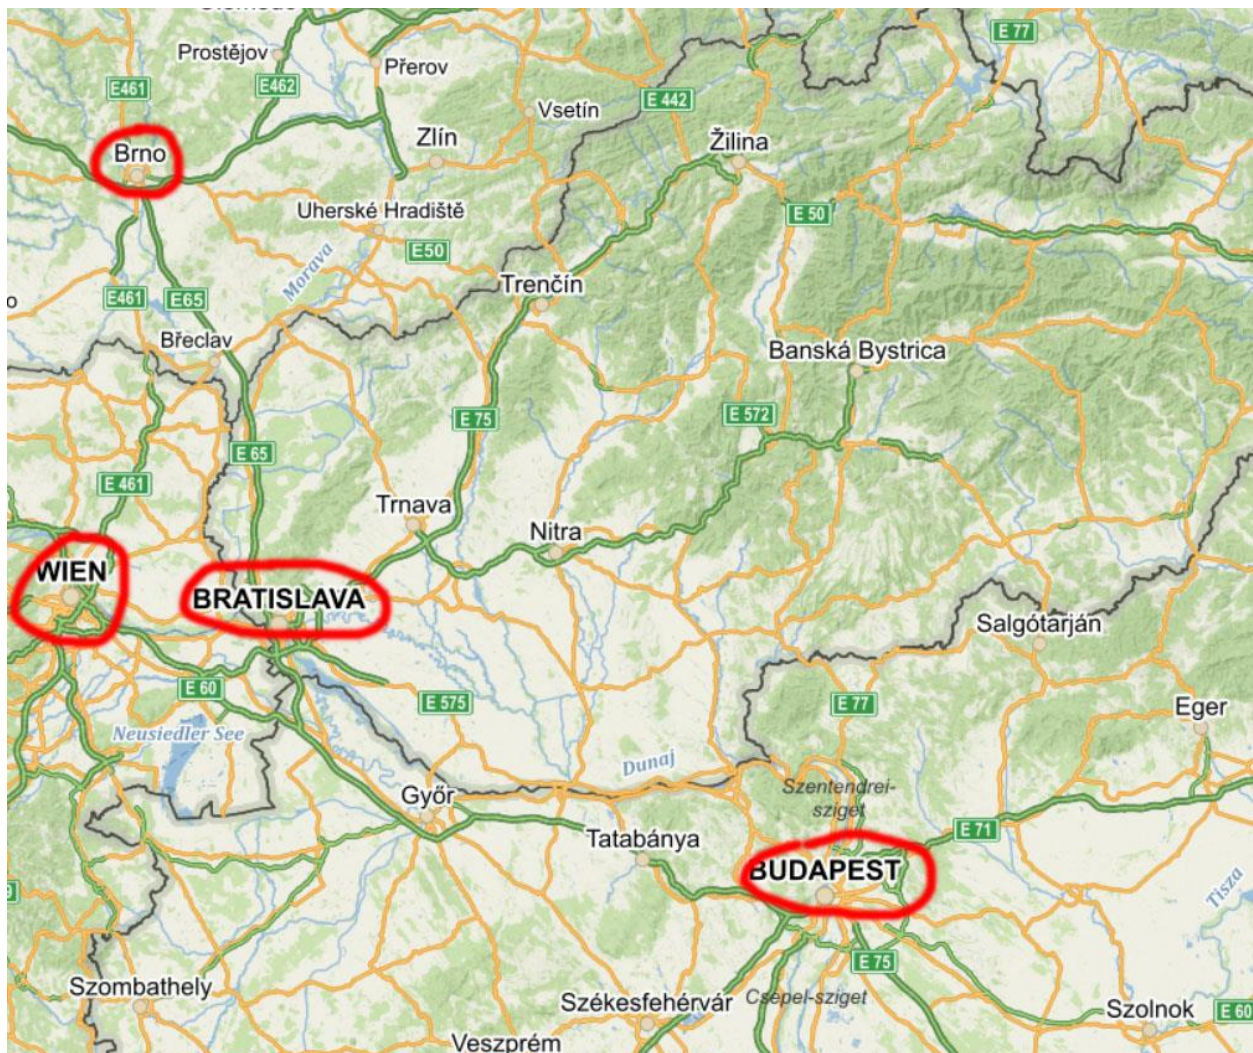 E 77
Prostějov
Přerov
E461
E462
E 442
Vsetín
Zlín
Žilina
Brno
Uherské Hradiště
E 50
E50
Morava
Trenčín
E461
E65
Břeclav
Banská Bystrica
E 75
E 572
E 65
E 461
Trnava
Nitra
WIEN
BRATISLAVA
Salgótarján
E 60
E 575
E 77
Eger
Neusiedler See
Dunaj
Szentendrei-
sziget
Győr
E 71
Tatabánya
BUDAPEST
Tisza
E 75
Szombathely
Székesfehérvár
Csepel-sziget
Szolnok
E 60
Veszprém